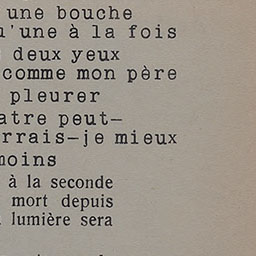 une bouche
u'une à la fois
deux yeux
comme mon père
pleurer
atre peut-
rrais-je mieux
moins
à la seconde
mort depuis
lumière sera